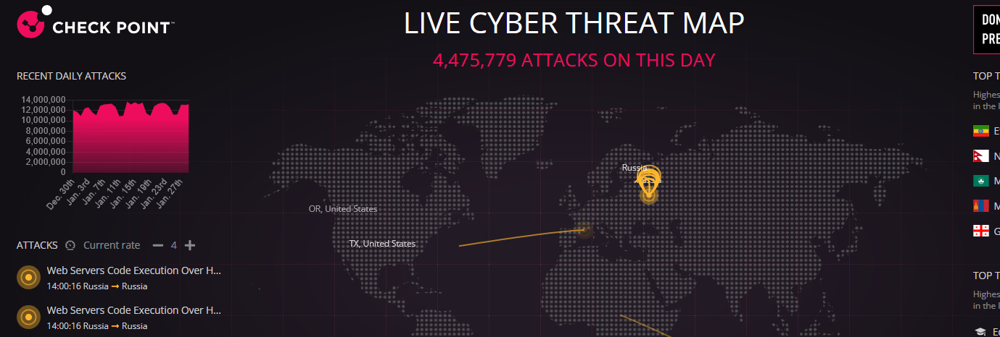 CHECK POINT™
LIVE CYBER THREAT MAP
4,475,779 ATTACKS ON THIS DAY
RECENT DAILY ATTACKS
14,000,000
12,000,000
10,000,000
8,000,000
6,000,000
4,000,000
2,000,000
0
Dec. 30th
Jan. 3rd
Jan. 7th
Jan. 11th
Jan. 15th
Jan. 19th
Jan. 23rd
Jan. 27th
ATTACKS Current rate 4
Web Servers Code Execution Over H...
14:00:16 Russia → Russia
Web Servers Code Execution Over H...
14:00:16 Russia → Russia
Russia
OR, United States
TX, United States
DON
PRE
TOP T
Highes
in the l
E
N
M
M
G
TOP T
Highes
in the l